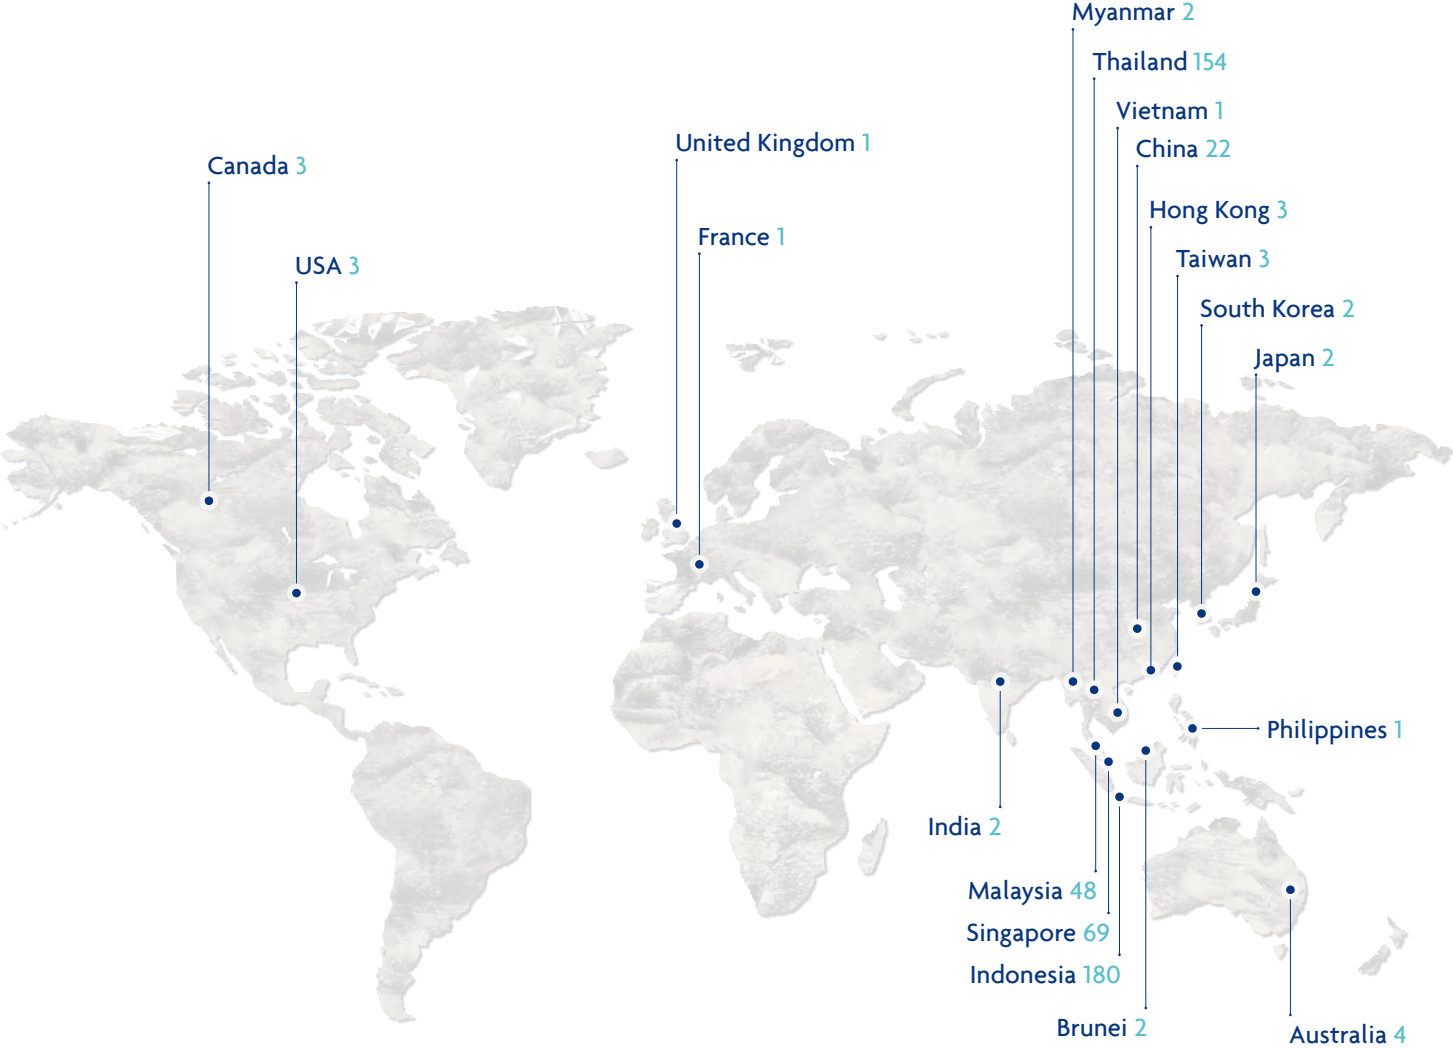 Myanmar 2
Thailand 154
Vietnam 1
United Kingdom 1
China 22
Canada 3
Hong Kong 3
France 1
Taiwan 3
USA 3
South Korea 2
Japan 2
Philippines 1
India 2
Malaysia 48
Singapore 69
Indonesia 180
Brunei 2
Australia 4